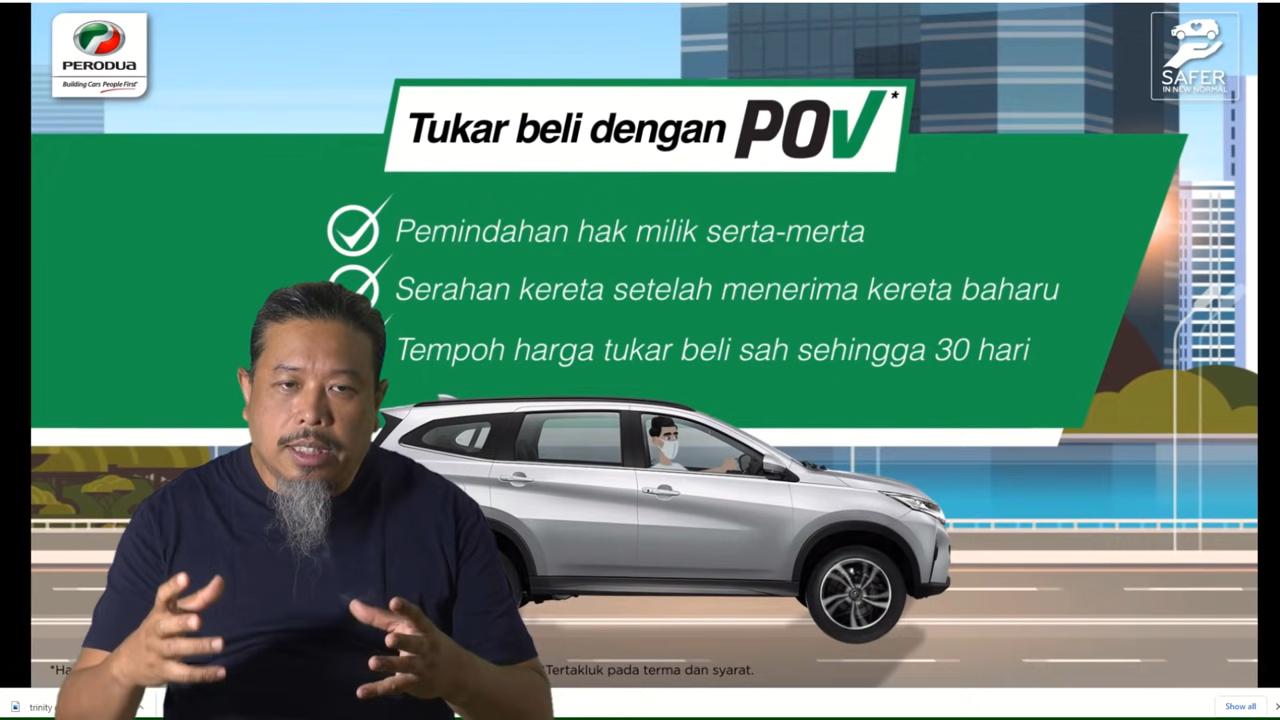 PERODUA
Building Cars People First
SAFER
IN NEW NORMAL
Tukar beli dengan POV*
Pemindahan hak milik serta-merta
Serahan kereta setelah menerima kereta baharu
Tempoh harga tukar beli sah sehingga 30 hari
Tertakluk pada terma dan syarat.
trinity
Show all